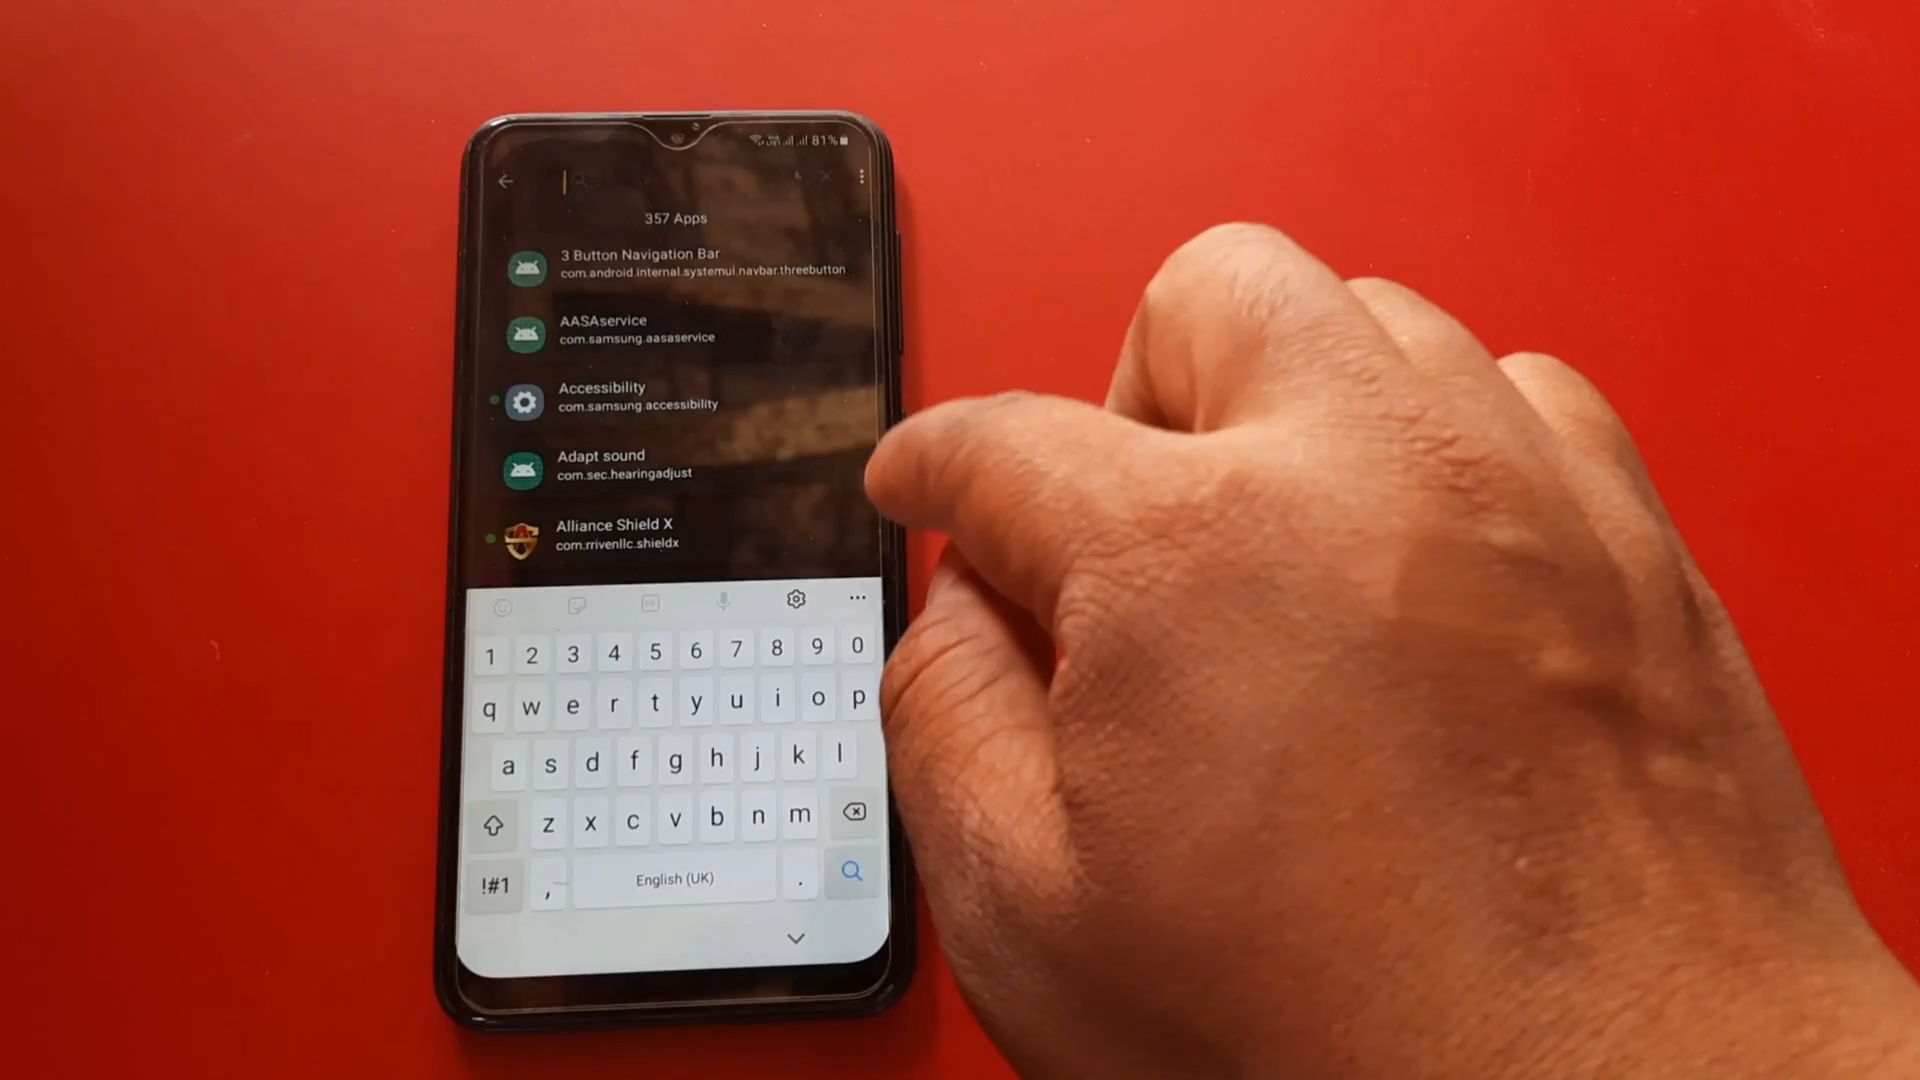 81%
357 Apps
3 Button Navigation Bar
com.android.internal.systemui.navbar.threebutton
AASAservice
com.samsung.aasaservice
Accessibility
com.samsung.accessibility
Adapt sound
com.sec.hearingadjust
Alliance Shield X
com.rrivenllc.shieldx
1 2 3 4 5 6 7 8 9 0
q w e r t y u i o p
a s d f g h j k l
z x c v b n m
!#1 , English (UK) .